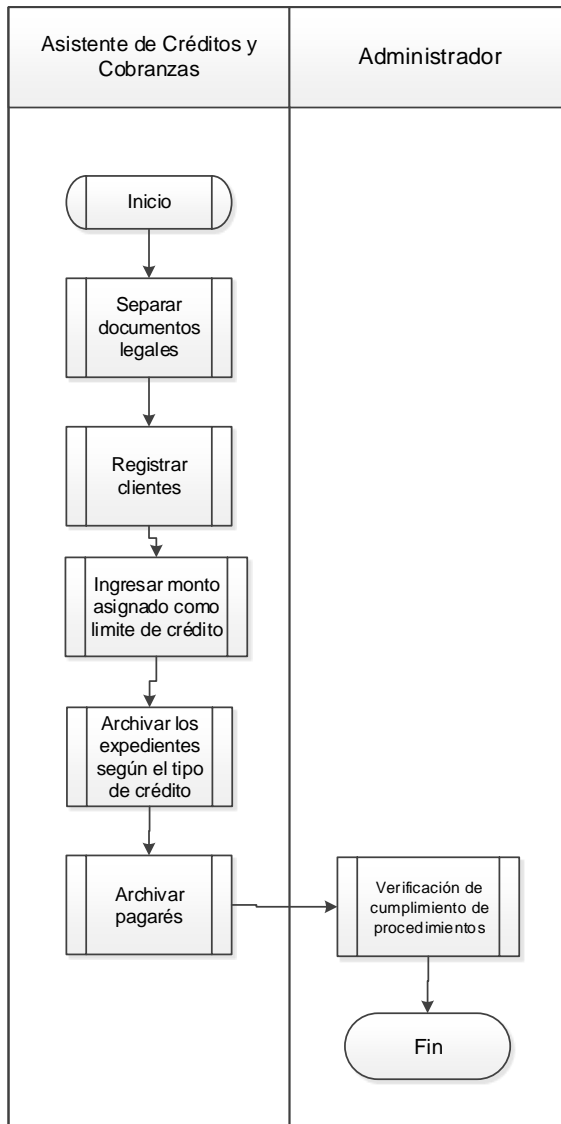 Asistente de Créditos y
Cobranzas
Administrador
Inicio
Separar
documentos
legales
Registrar
clientes
Ingresar monto
asignado como
limite de crédito
Archivar los
expedientes
según el tipo
de crédito
Archivar
pagarés
Verificación de
cumplimiento de
procedimientos
Fin